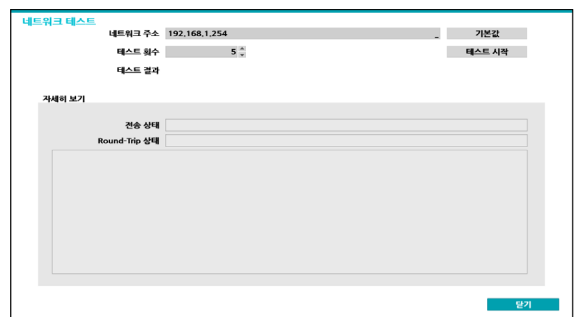 네트워크 테스트
네트워크 주소 192,168,1,254 _ 기본값
테스트 횟수 5 테스트 시작
테스트 결과
자세히 보기
전송 상태
Round-Trip 상태
닫기